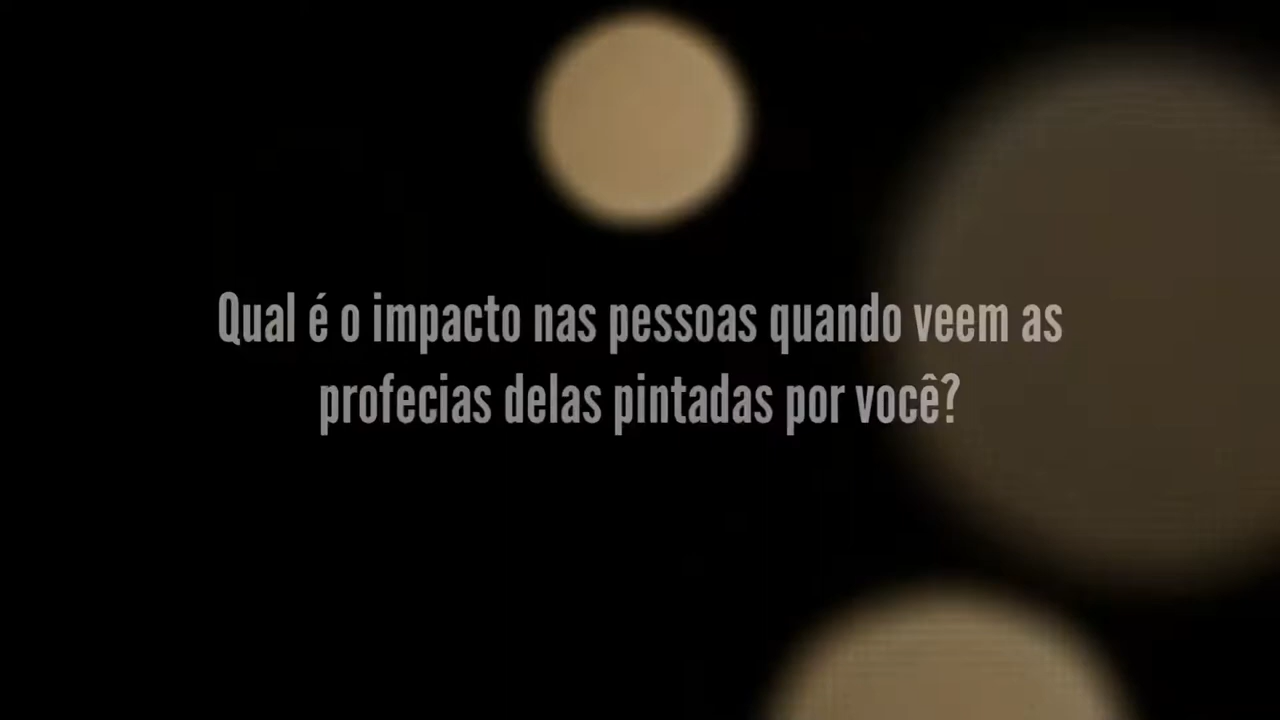 Qual é o impacto nas pessoas quando veem as
profecias delas pintadas por você?